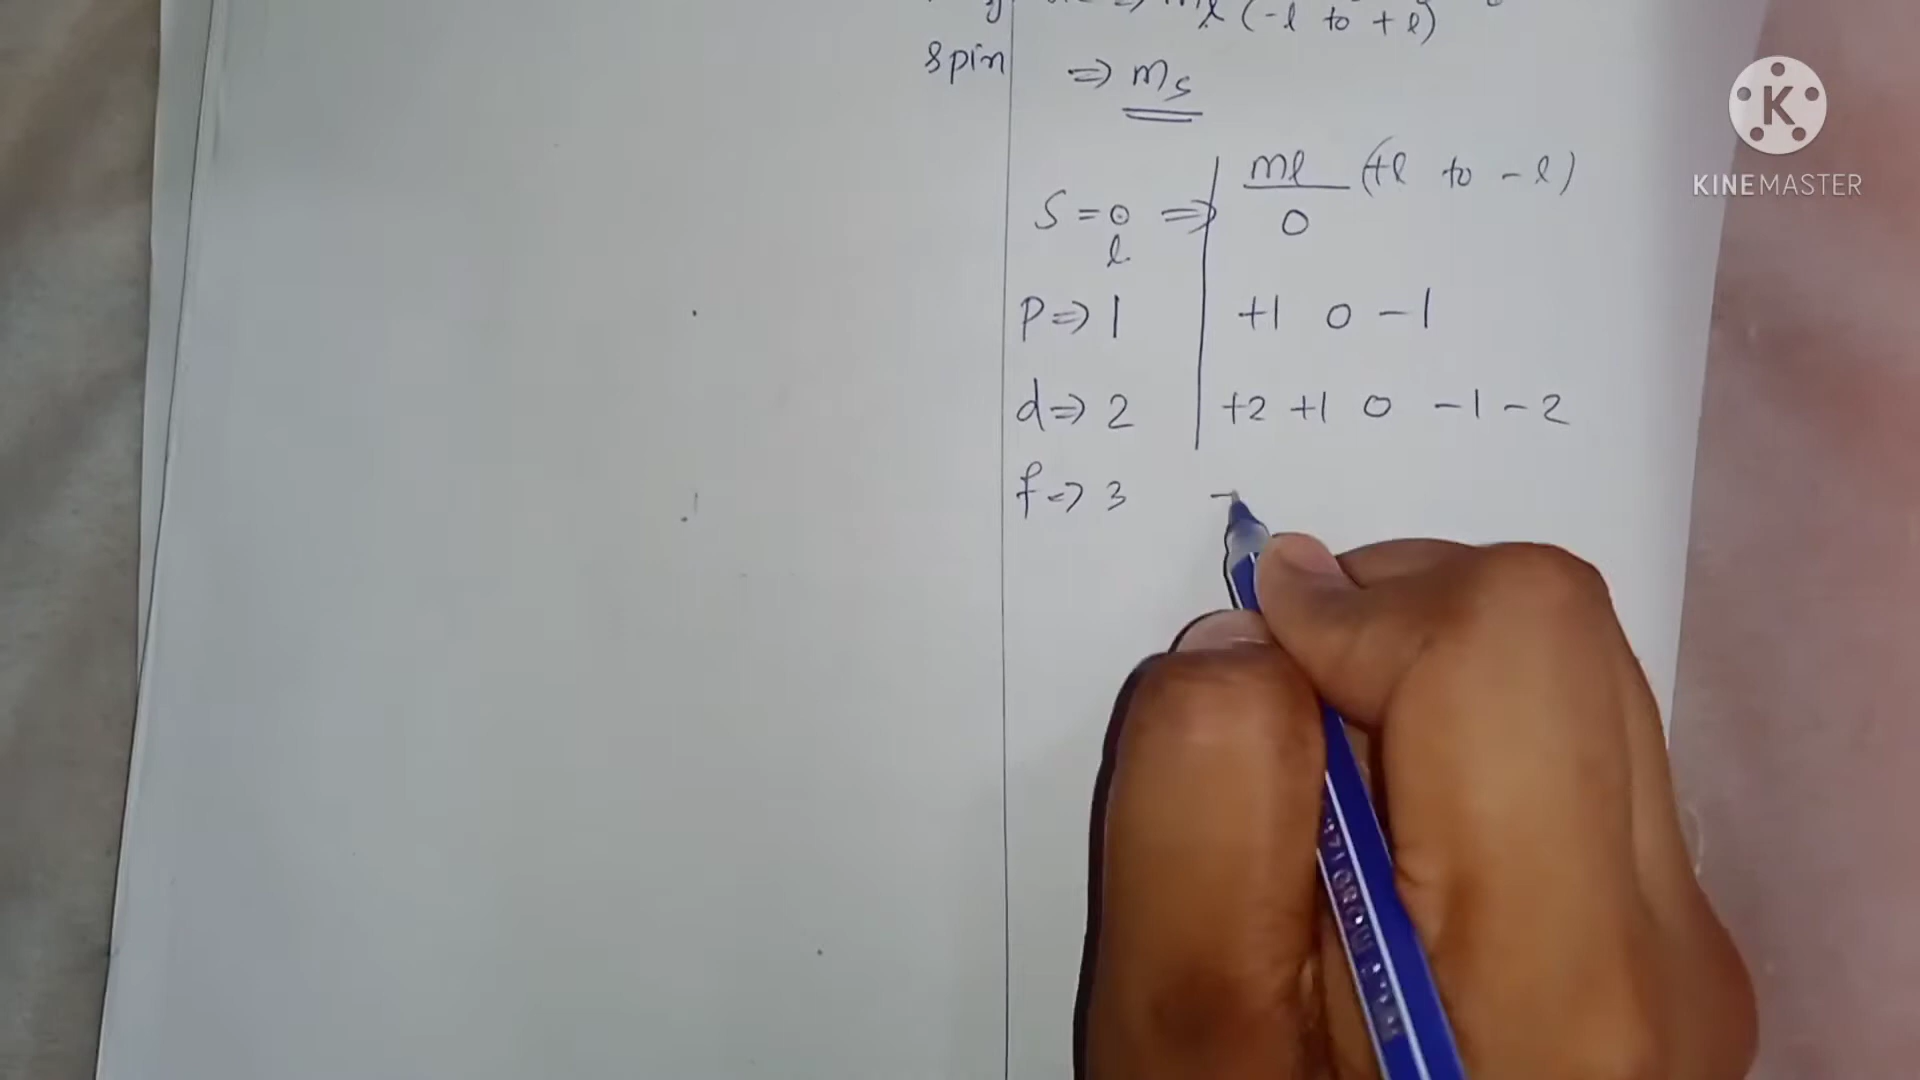 => ml (-l to + l)
spin => ms
ml (+l to - l)
S = 0 => 0
l
P => 1 +1 0 -1
d => 2 +2 +1 0 -1 -2
f => 3
K
KINEMASTER